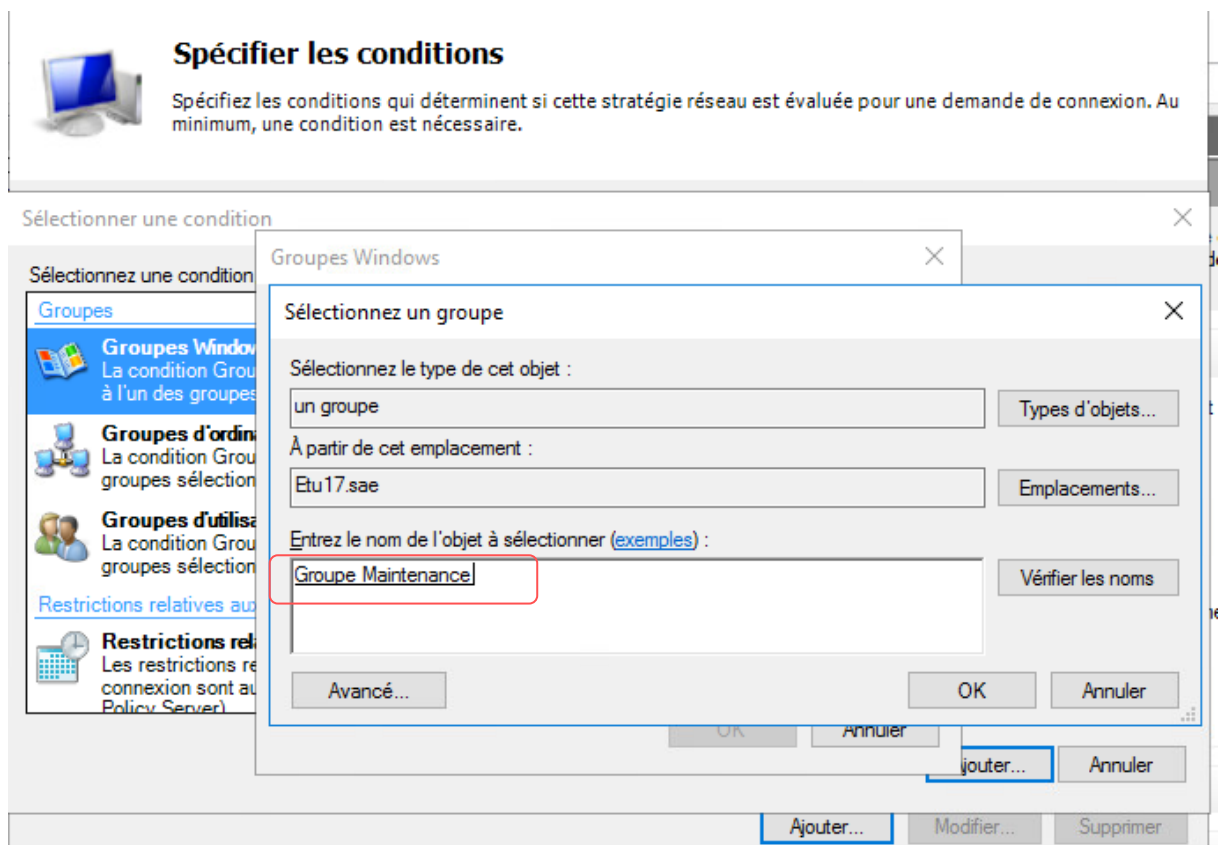 Spécifier les conditions
Spécifiez les conditions qui déterminent si cette stratégie réseau est évaluée pour une demande de connexion. Au
minimum, une condition est nécessaire.
Sélectionner une condition
Groupes Windows
Sélectionnez une condition
Groupes
Groupes Window
La condition Grou
à l'un des groupes
Groupes d'ordin
La condition Grou
groupes sélection
Groupes d'utilisa
La condition Grou
groupes sélection
Restrictions relatives aux
Restrictions rela
Les restrictions re
connexion sont au
Policy Server)
Sélectionnez un groupe
Sélectionnez le type de cet objet :
un groupe
Types d'objets...
À partir de cet emplacement :
Etu17.sae
Emplacements...
Entrez le nom de l'objet à sélectionner (exemples) :
Groupe Maintenance
Vérifier les noms
Avancé...
OK
Annuler
OK
Annuler
Ajouter...
Annuler
Ajouter...
Modifier...
Supprimer